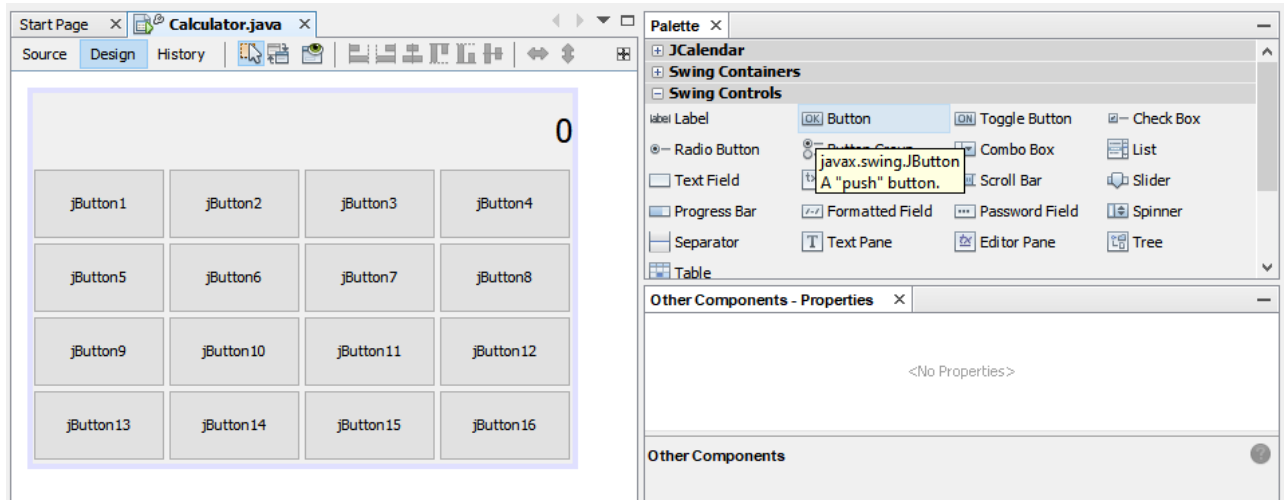 Start Page
Calculator.java
Source Design History
0
jButton1 jButton2 jButton3 jButton4
jButton5 jButton6 jButton7 jButton8
jButton9 jButton10 jButton11 jButton12
jButton13 jButton14 jButton15 jButton16
Palette
JCalendar
Swing Containers
Swing Controls
label Label OK Button ON Toggle Button Check Box
Radio Button Combo Box List
javax.swing.JButton
A "push" button.
Text Field Scroll Bar Slider
Progress Bar Formatted Field Password Field Spinner
Separator T Text Pane Editor Pane Tree
Table
Other Components - Properties
<No Properties>
Other Components
?